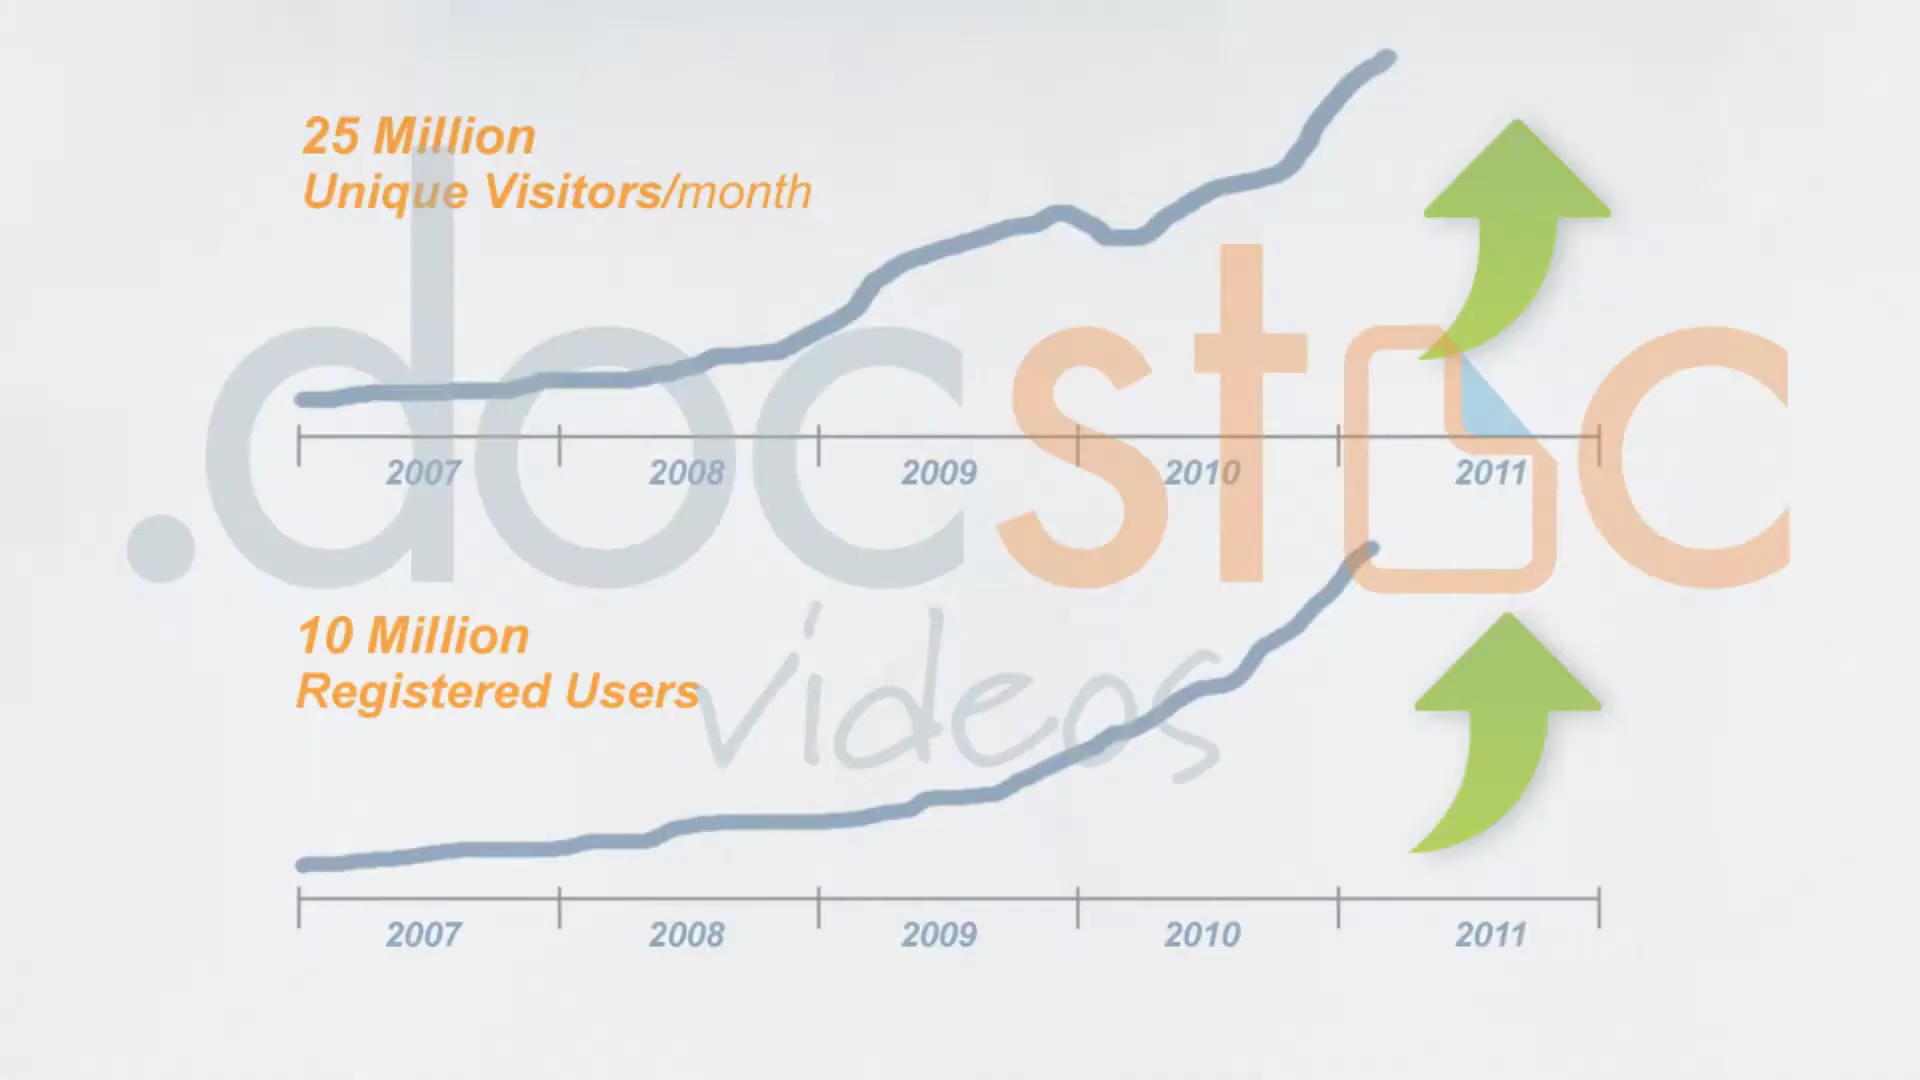 25 Million
Unique Visitors/month
2007 2008 2009 2010 2011
.docstoc
videos
10 Million
Registered Users
2007 2008 2009 2010 2011